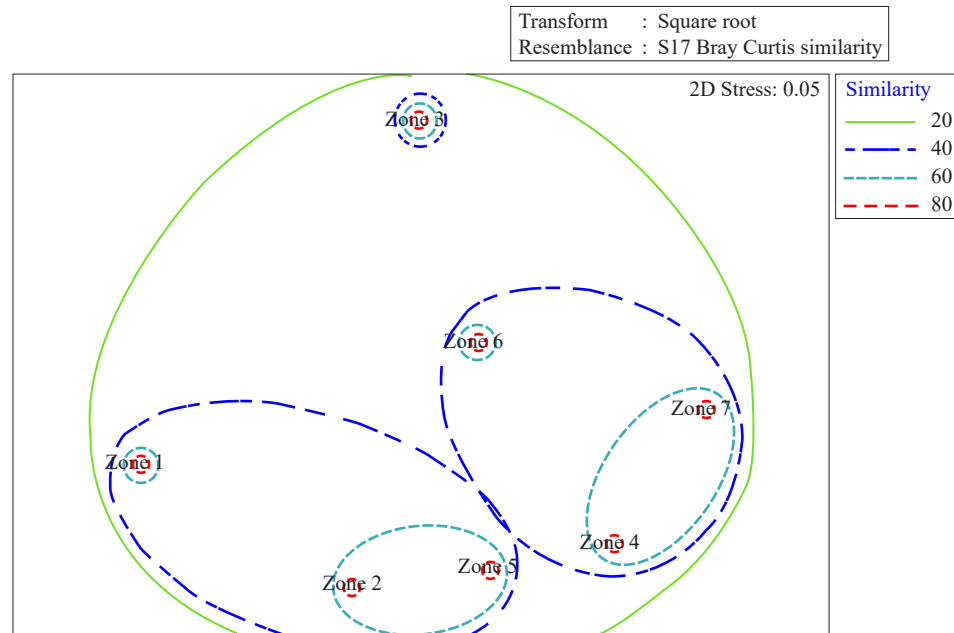 Transform : Square root
Resemblance : S17 Bray Curtis similarity
2D Stress: 0.05
Similarity
20
40
60
80
Zone 3
Zone 6
Zone 7
Zone 1
Zone 4
Zone 5
Zone 2